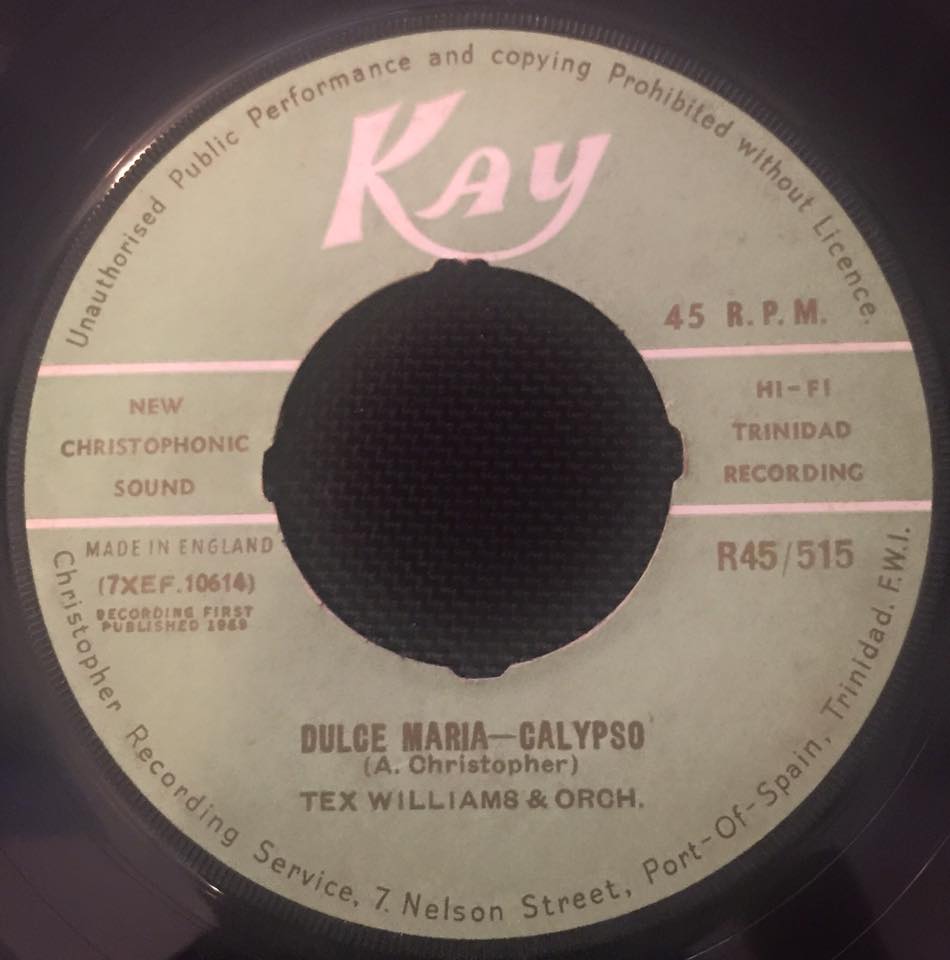 Unauthorised Public Performance and copying Prohibited without Licence.
Kay
45 R.P.M.
NEW
CHRISTOPHONIC
SOUND
HI-FI
TRINIDAD
RECORDING
MADE IN ENGLAND
(7XEF.10614)
RECORDING FIRST
PUBLISHED 1969
R45/515
DULCE MARIA—CALYPSO
(A. Christopher)
TEX WILLIAMS & ORCH.
Christopher Recording Service, 7. Nelson Street, Port-Of-Spain, Trinidad. F.W.I.